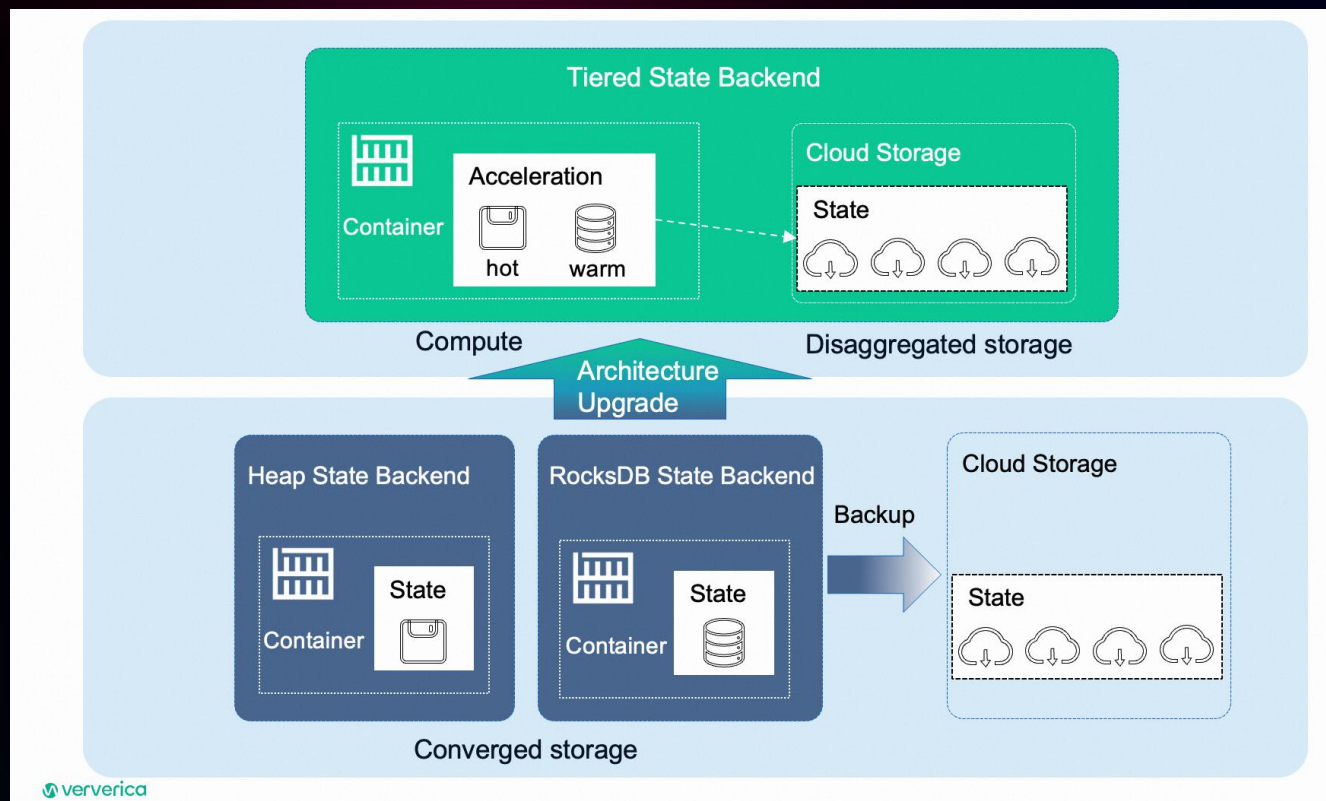 Tiered State Backend
Container
Acceleration
hot
warm
Cloud Storage
State
Compute
Disaggregated storage
Architecture
Upgrade
Heap State Backend
Container
State
RocksDB State Backend
Container
State
Backup
Cloud Storage
State
Converged storage
ververica